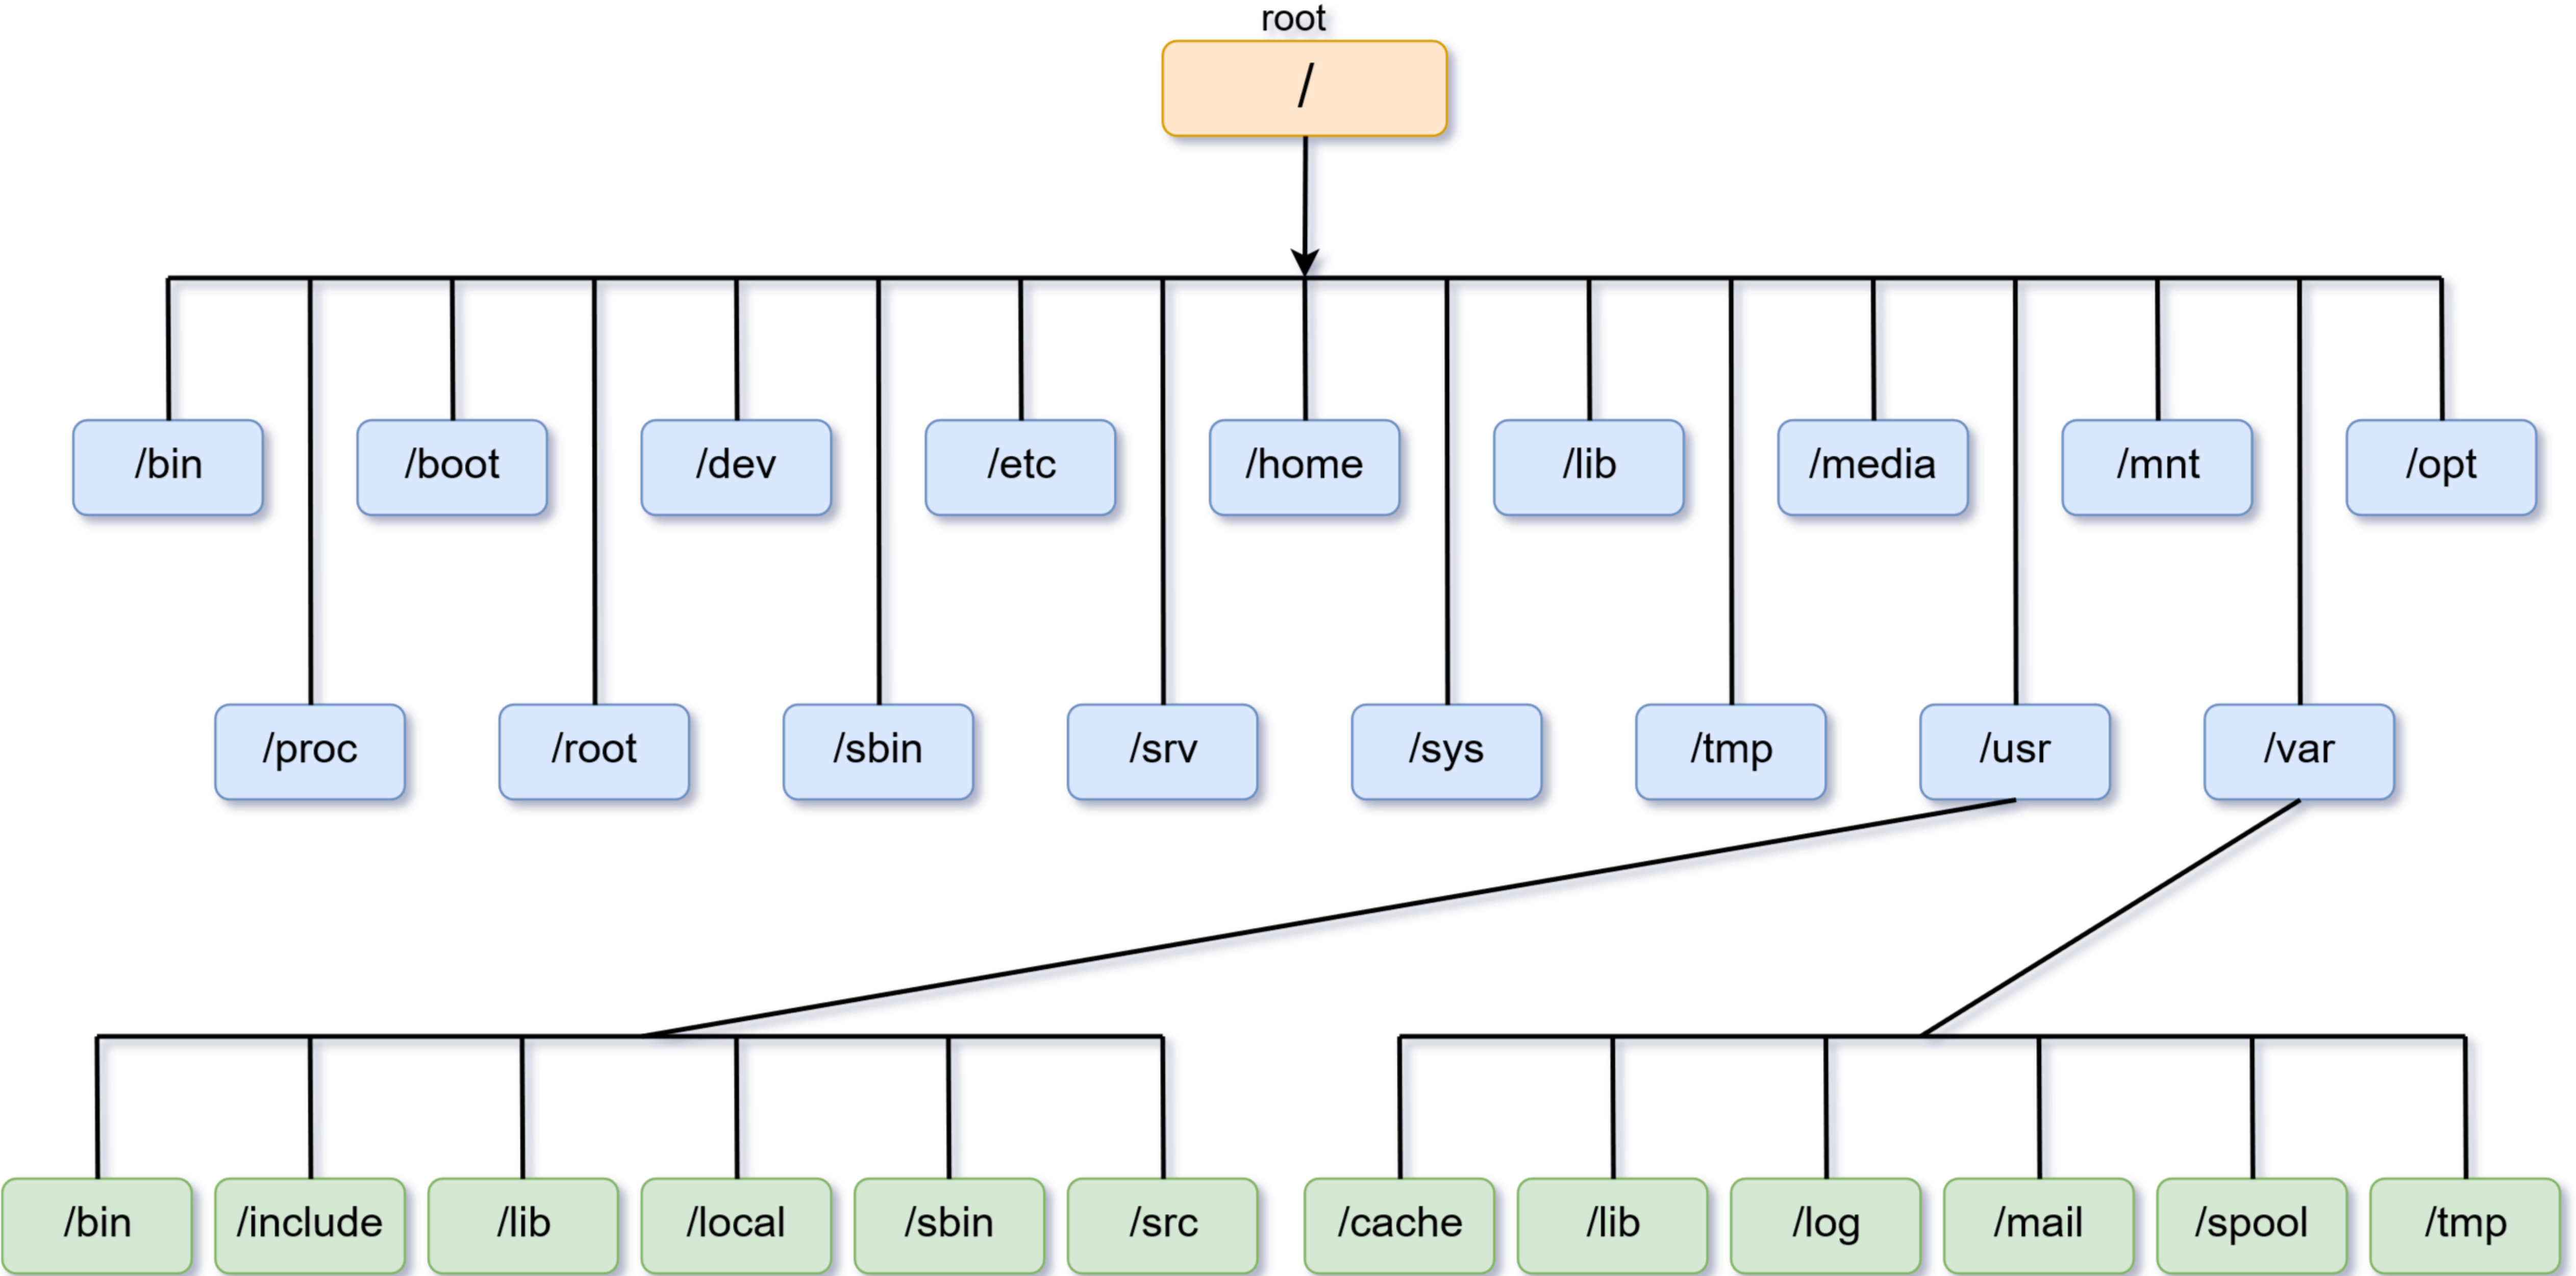 root
/
/bin /boot /dev /etc /home /lib /media /mnt /opt
/proc /root /sbin /srv /sys /tmp /usr /var
/bin /include /lib /local /sbin /src /cache /lib /log /mail /spool /tmp